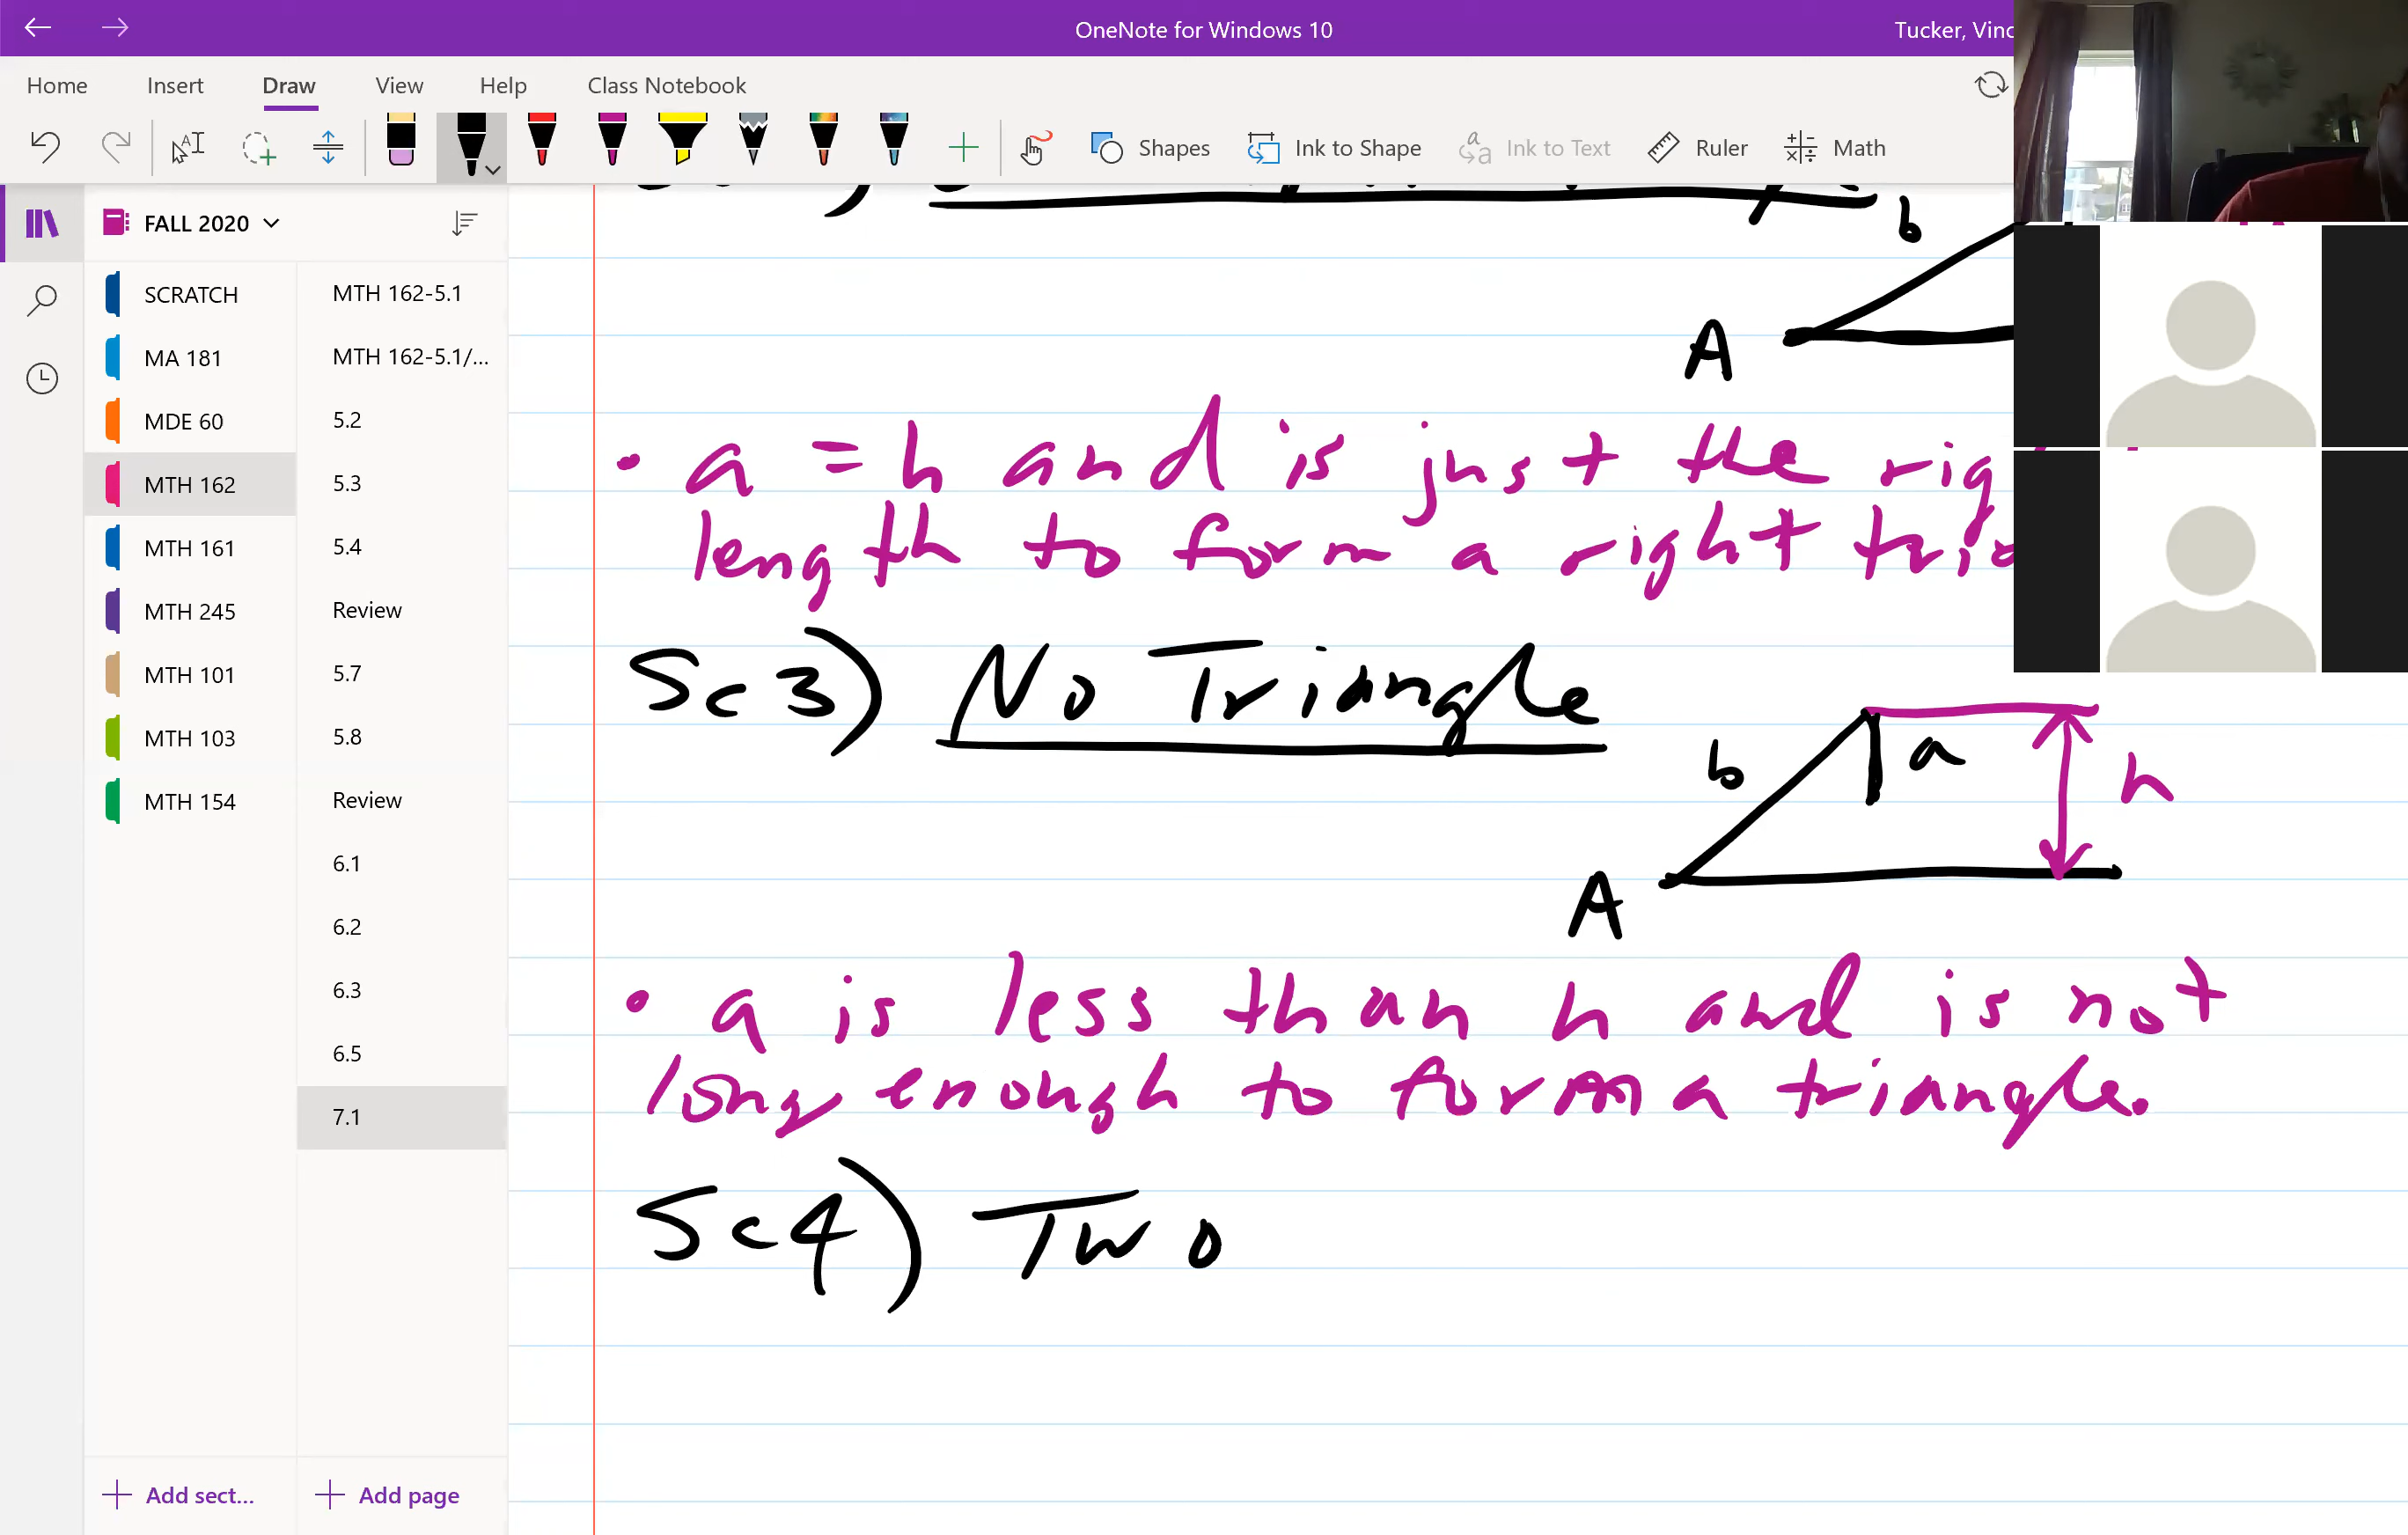 OneNote for Windows 10
Tucker, Vinc
Home Insert Draw View Help Class Notebook
Shapes Ink to Shape Ink to Text Ruler Math
FALL 2020
SCRATCH
MA 181
MDE 60
MTH 162
MTH 161
MTH 245
MTH 101
MTH 103
MTH 154
Add sect...
MTH 162-5.1
MTH 162-5.1/...
5.2
5.3
5.4
Review
5.7
5.8
Review
6.1
6.2
6.3
6.5
7.1
Add page
b
A
• a = h and is just the rig
length to form a right tria
Sc 3) No Triangle
b a h
A
• a is less than h and is not
long enough to form a triangle.
Sc 4) Two